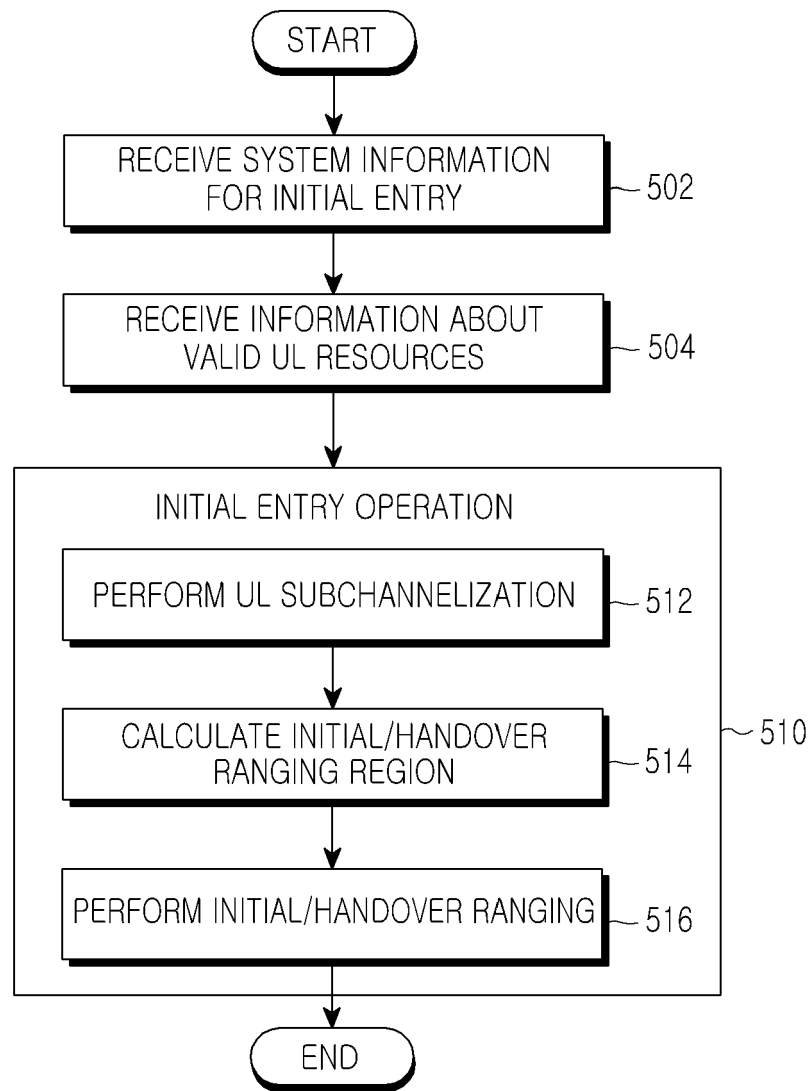 START
RECEIVE SYSTEM INFORMATION
FOR INITIAL ENTRY
502
RECEIVE INFORMATION ABOUT
VALID UL RESOURCES
504
INITIAL ENTRY OPERATION
PERFORM UL SUBCHANNELIZATION
512
CALCULATE INITIAL/HANDOVER
RANGING REGION
514
510
PERFORM INITIAL/HANDOVER RANGING
516
END